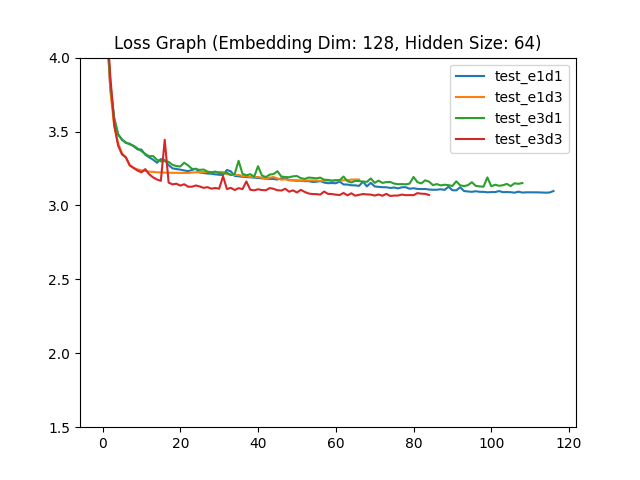 Loss Graph (Embedding Dim: 128, Hidden Size: 64)
test_e1d1
test_e1d3
test_e3d1
test_e3d3
4.0
3.5
3.0
2.5
2.0
1.5
0 20 40 60 80 100 120